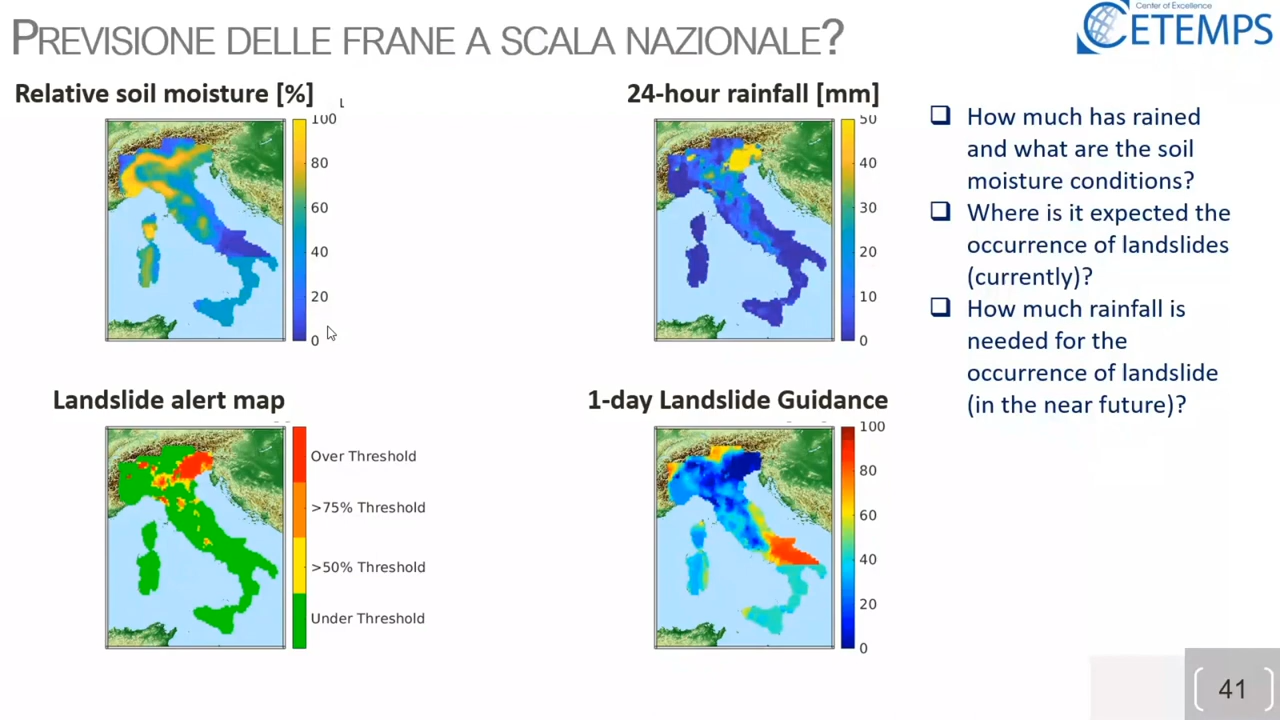 PREVISIONE DELLE FRANE A SCALA NAZIONALE?
Center of Excellence
CETEMPS
Relative soil moisture [%]
100
80
60
40
20
0
24-hour rainfall [mm]
50
40
30
20
10
0
❑ How much has rained
and what are the soil
moisture conditions?
❑ Where is it expected the
occurrence of landslides
(currently)?
❑ How much rainfall is
needed for the
occurrence of landslide
(in the near future)?
Landslide alert map
Over Threshold
>75% Threshold
>50% Threshold
Under Threshold
1-day Landslide Guidance
100
80
60
40
20
0
41